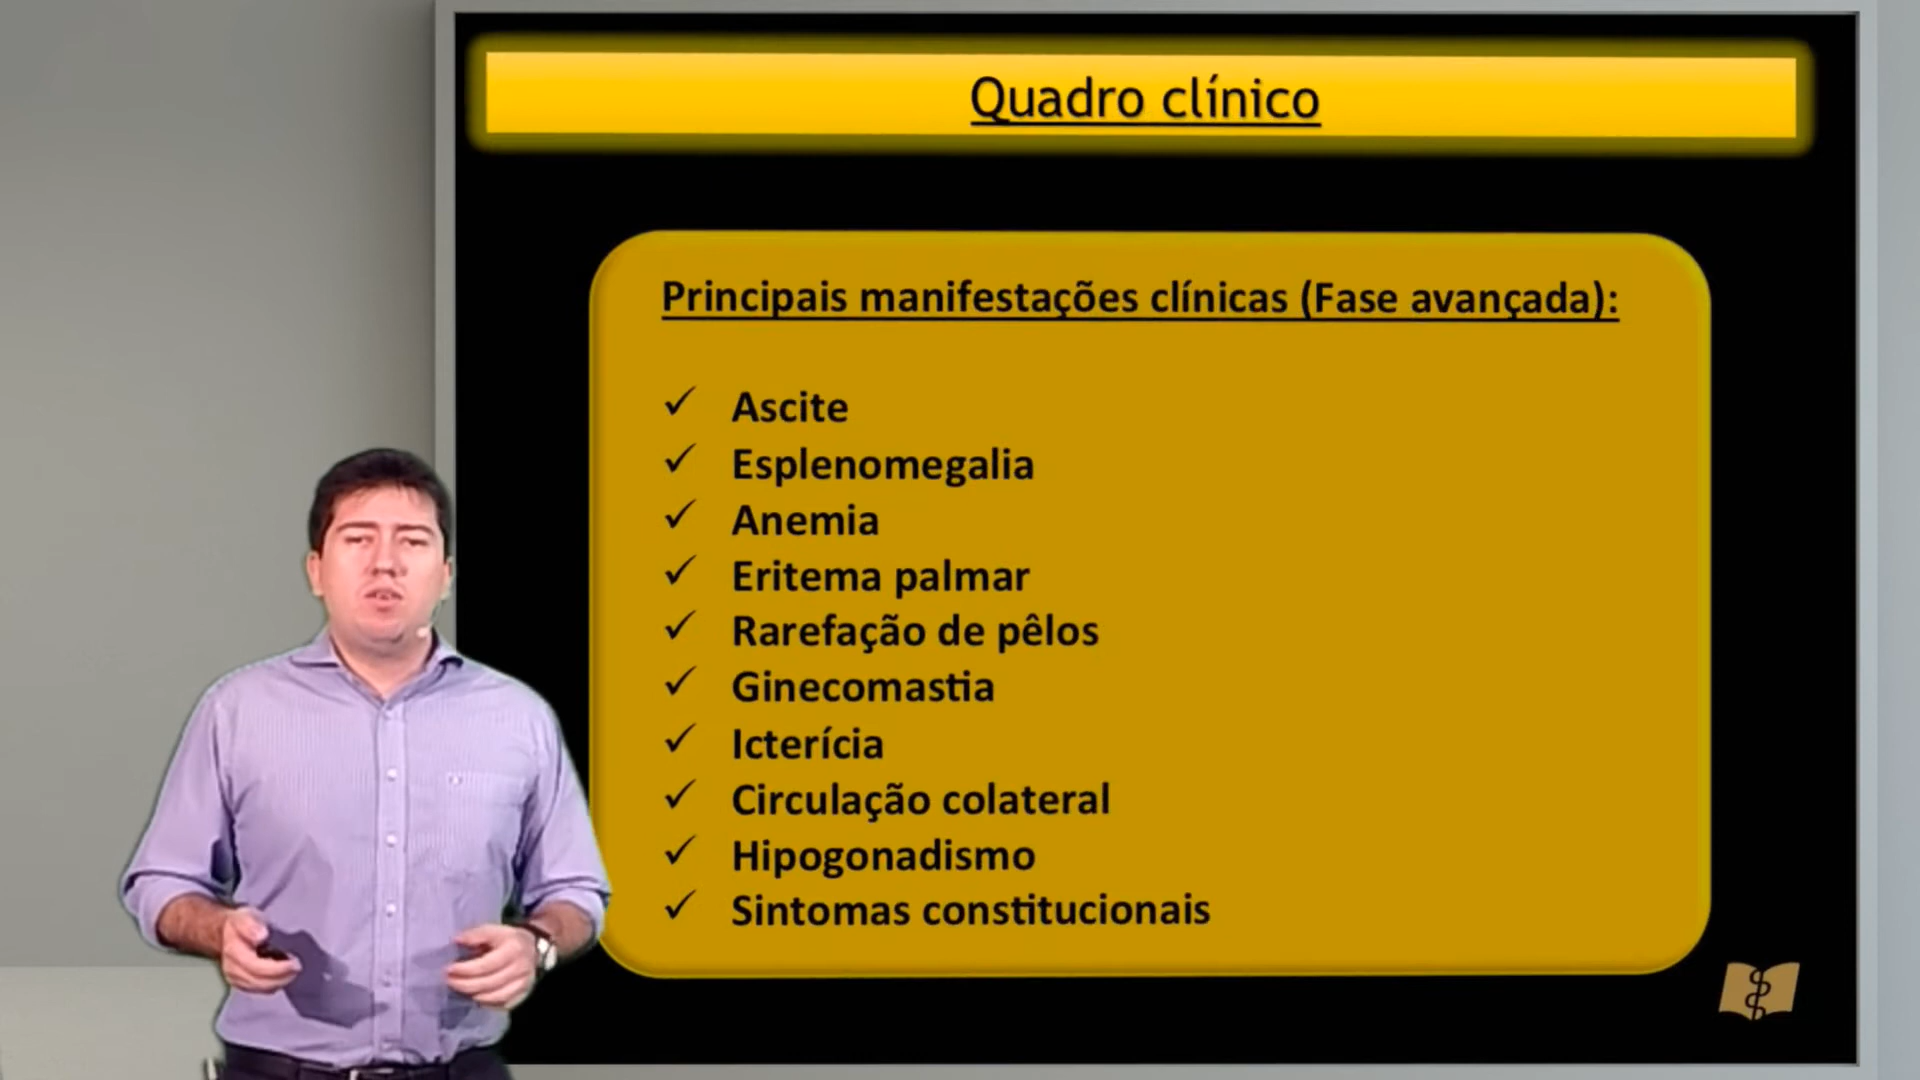 Quadro clínico
Principais manifestações clínicas (Fase avançada):
✓ Ascite
✓ Esplenomegalia
✓ Anemia
✓ Eritema palmar
✓ Rarefação de pêlos
✓ Ginecomastia
✓ Icterícia
✓ Circulação colateral
✓ Hipogonadismo
✓ Sintomas constitucionais